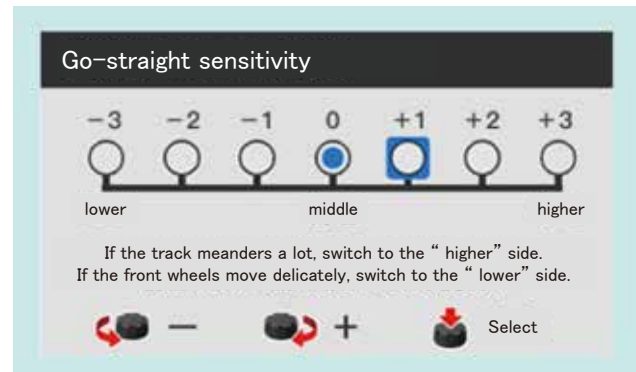 Go-straight sensitivity
-3 -2 -1 0 +1 +2 +3
lower middle higher
If the track meanders a lot, switch to the “ higher” side.
If the front wheels move delicately, switch to the “ lower” side.
− + Select